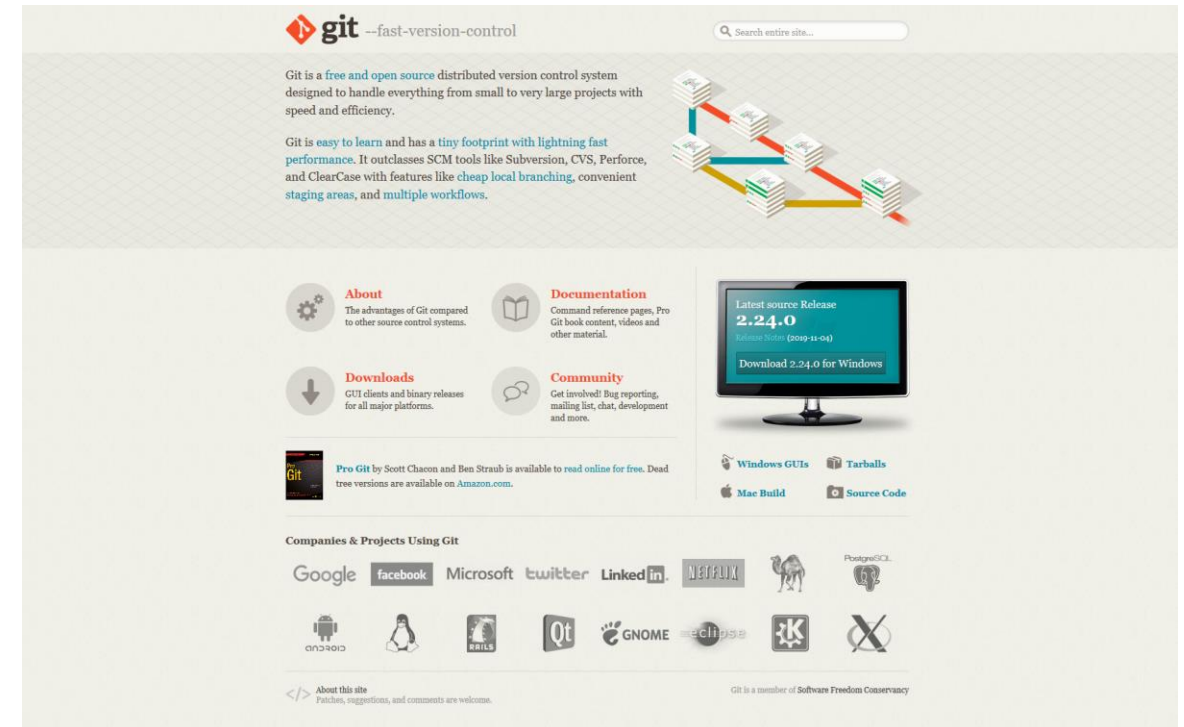 git --fast-version-control
Search entire site...
Git is a free and open source distributed version control system
designed to handle everything from small to very large projects with
speed and efficiency.
Git is easy to learn and has a tiny footprint with lightning fast
performance. It outclasses SCM tools like Subversion, CVS, Perforce,
and ClearCase with features like cheap local branching, convenient
staging areas, and multiple workflows.
About
The advantages of Git compared
to other source control systems.
Documentation
Command reference pages, Pro
Git book content, videos and
other material.
Downloads
GUI clients and binary releases
for all major platforms.
Community
Get involved! Bug reporting,
mailing list, chat, development
and more.
Latest source Release
2.24.0
Release Notes (2019-11-04)
Download 2.24.0 for Windows
Windows GUIs
Tarballs
Mac Build
Source Code
Pro
Git
Pro Git by Scott Chacon and Ben Straub is available to read online for free. Dead
tree versions are available on Amazon.com.
Companies & Projects Using Git
Google facebook Microsoft twitter Linked in. NETFLIX PostgreSQL
android RAILS Qt GNOME eclipse K X
</> About this site
Patches, suggestions, and comments are welcome.
Git is a member of Software Freedom Conservancy